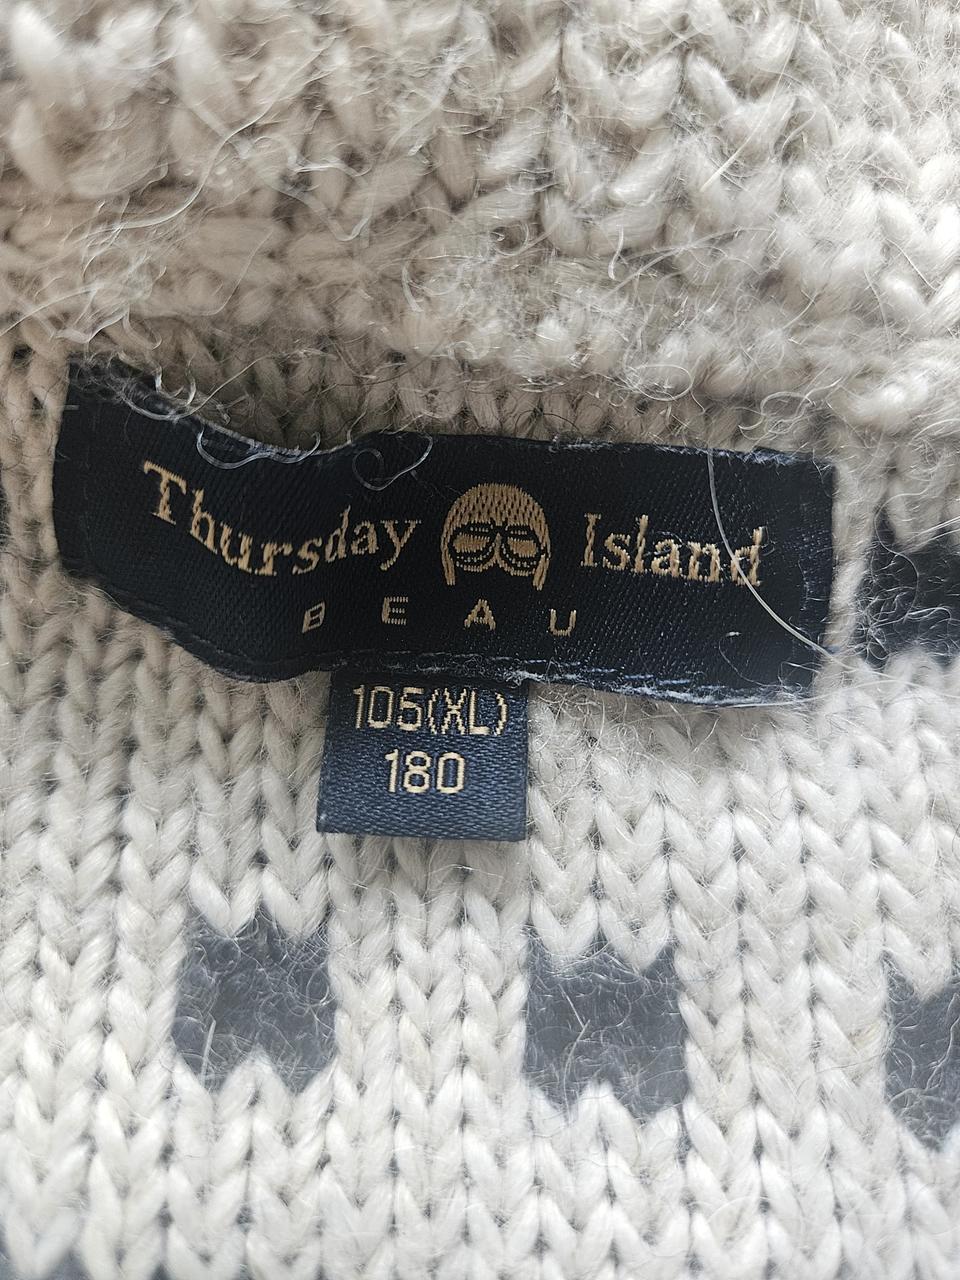 Thursday Island
BEAU
105(XL)
180